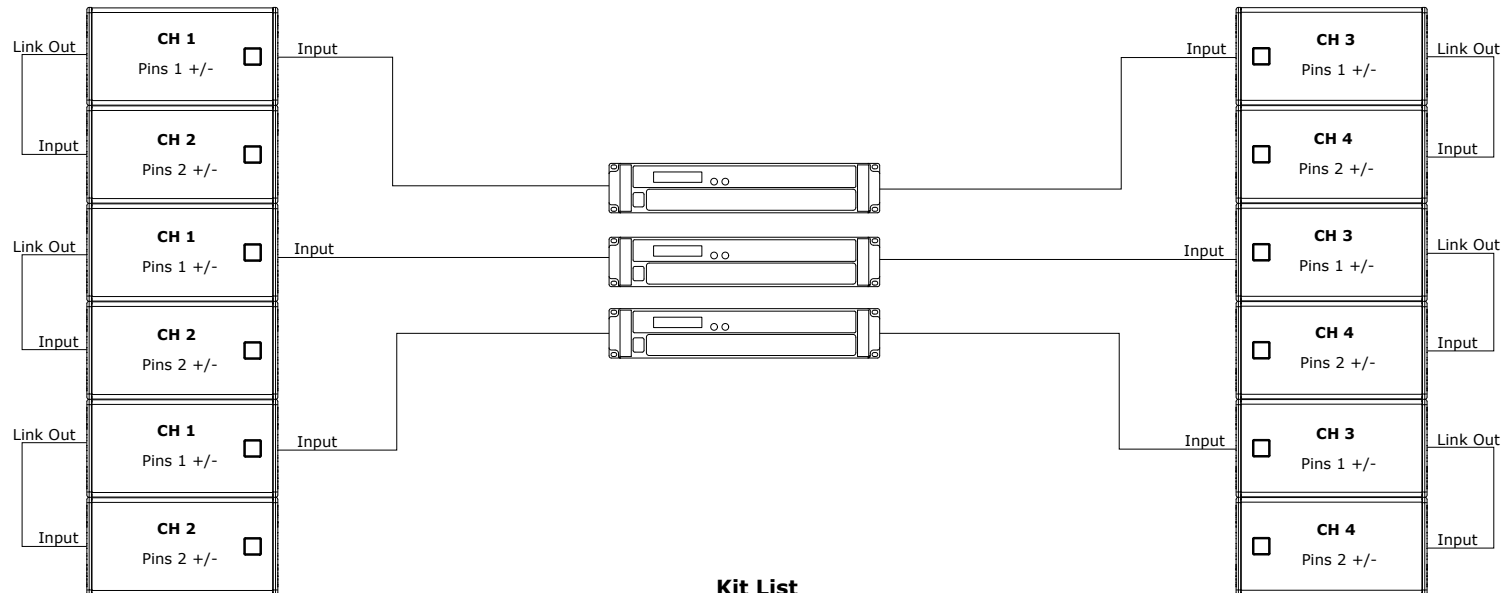 CH 1
Link Out
Input
Pins 1 +/-
CH 2
Input
Pins 2 +/-
CH 1
Link Out
Input
Pins 1 +/-
CH 2
Input
Pins 2 +/-
CH 1
Link Out
Input
Pins 1 +/-
CH 2
Input
Pins 2 +/-
CH 3
Input
Link Out
Pins 1 +/-
CH 4
Input
Pins 2 +/-
CH 3
Input
Link Out
Pins 1 +/-
CH 4
Input
Pins 2 +/-
CH 3
Input
Link Out
Pins 1 +/-
CH 4
Input
Pins 2 +/-
Kit List